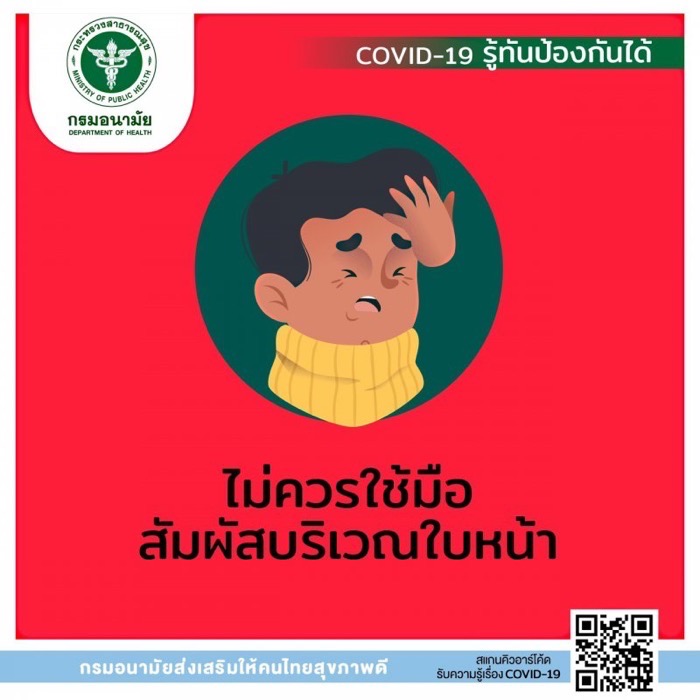 กระทรวงสาธารณสุข
MINISTRY OF PUBLIC HEALTH
กรมอนามัย
DEPARTMENT OF HEALTH
COVID-19 รู้ทันป้องกันได้
ไม่ควรใช้มือ
สัมผัสบริเวณใบหน้า
กรมอนามัยส่งเสริมให้คนไทยสุขภาพดี
สแกนคิวอาร์โค้ด
รับความรู้เรื่อง COVID-19